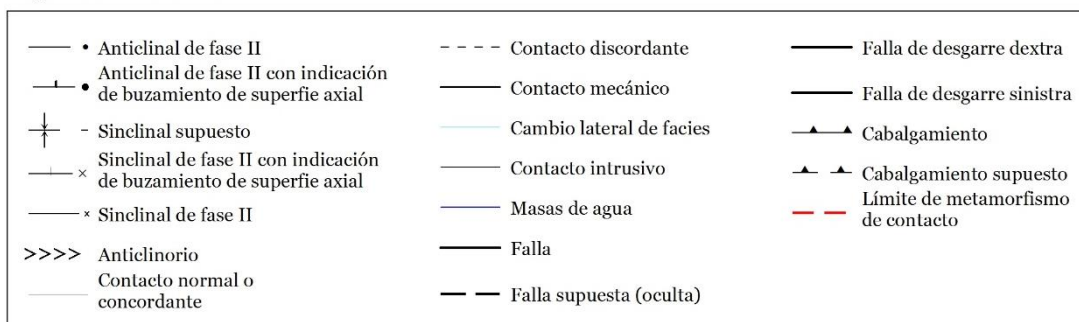 Anticlinal de fase II
Anticlinal de fase II con indicación
de buzamiento de superfie axial
Sinclinal supuesto
Sinclinal de fase II con indicación
de buzamiento de superfie axial
Sinclinal de fase II
Anticlinorio
Contacto normal o
concordante
Contacto discordante
Contacto mecánico
Cambio lateral de facies
Contacto intrusivo
Masas de agua
Falla
Falla supuesta (oculta)
Falla de desgarre dextra
Falla de desgarre sinistra
Cabalgamiento
Cabalgamiento supuesto
Límite de metamorfismo
de contacto